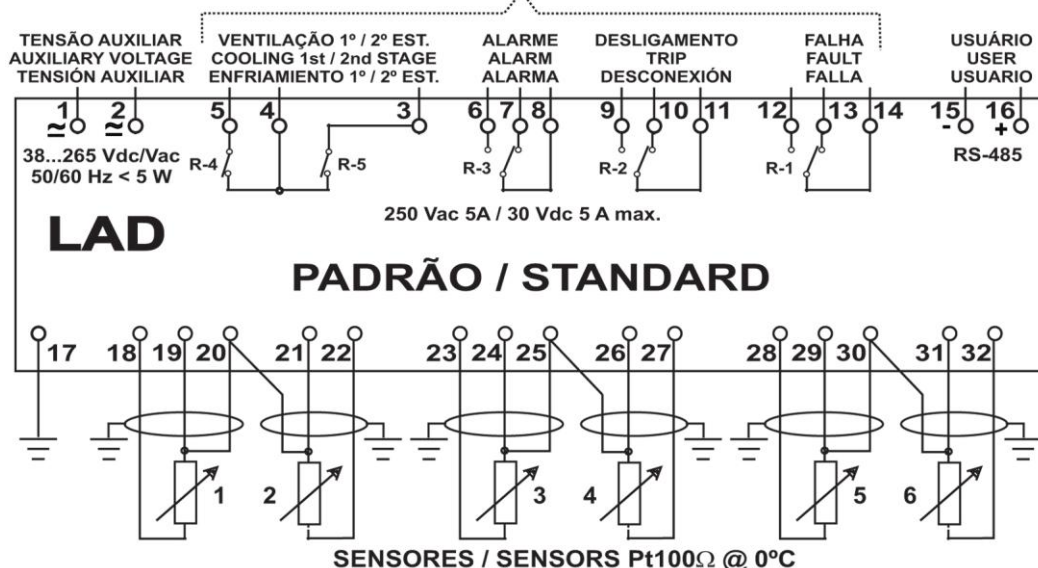 TENSÃO AUXILIAR
AUXILIARY VOLTAGE
TENSIÓN AUXILIAR
VENTILAÇÃO 1º / 2º EST.
COOLING 1st / 2nd STAGE
ENFRIAMIENTO 1º / 2º EST.
ALARME
ALARM
ALARMA
DESLIGAMENTO
TRIP
DESCONEXIÓN
FALHA
FAULT
FALLA
USUÁRIO
USER
USUARIO
1 2 5 4 3 6 7 8 9 10 11 12 13 14 15 16
≂ ≂ - +
38...265 Vdc/Vac
50/60 Hz < 5 W
R-4 R-5 R-3 R-2 R-1
RS-485
250 Vac 5A / 30 Vdc 5 A max.
LAD
PADRÃO / STANDARD
17 18 19 20 21 22 23 24 25 26 27 28 29 30 31 32
1 2 3 4 5 6
SENSORES / SENSORS Pt100Ω @ 0ºC